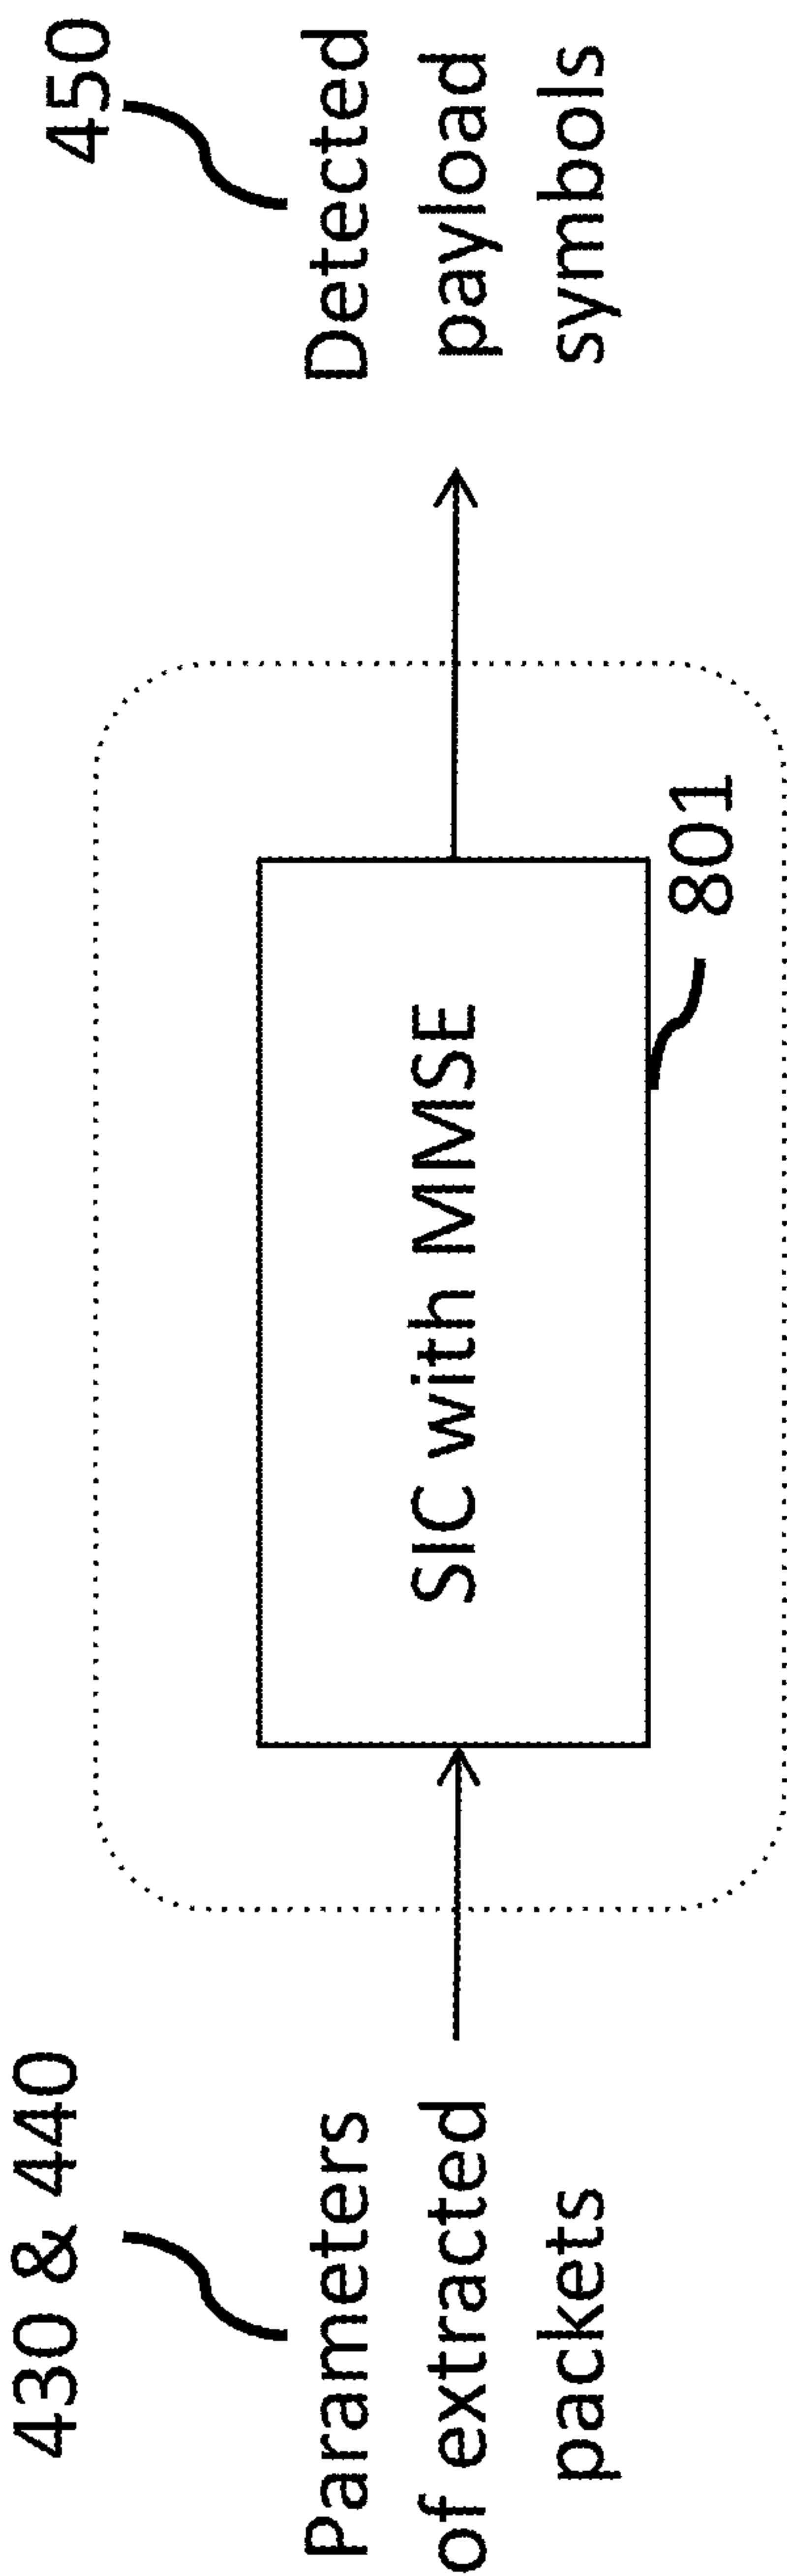 430 & 440
Parameters
of extracted
packets
SIC with MMSE
801
450
Detected
payload
symbols